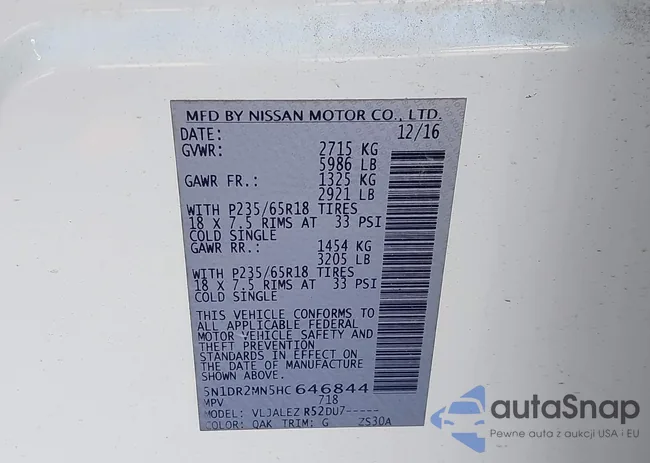 MFD BY NISSAN MOTOR CO., LTD.
DATE: 12/16
GVWR: 2715 KG
5986 LB
GAWR FR.: 1325 KG
2921 LB
WITH P235/65R18 TIRES
18 X 7.5 RIMS AT 33 PSI
COLD SINGLE
GAWR RR.: 1454 KG
3205 LB
WITH P235/65R18 TIRES
18 X 7.5 RIMS AT 33 PSI
COLD SINGLE
THIS VEHICLE CONFORMS TO
ALL APPLICABLE FEDERAL
MOTOR VEHICLE SAFETY AND
THEFT PREVENTION
STANDARDS IN EFFECT ON
THE DATE OF MANUFACTURE
SHOWN ABOVE.
5N1DR2MN5HC646844
MPV 718
MODEL: VLJALEZ R52DU7-----
COLOR: QAK TRIM: G ZS30A
autoSnap
Pewne auta z aukcji USA i EU